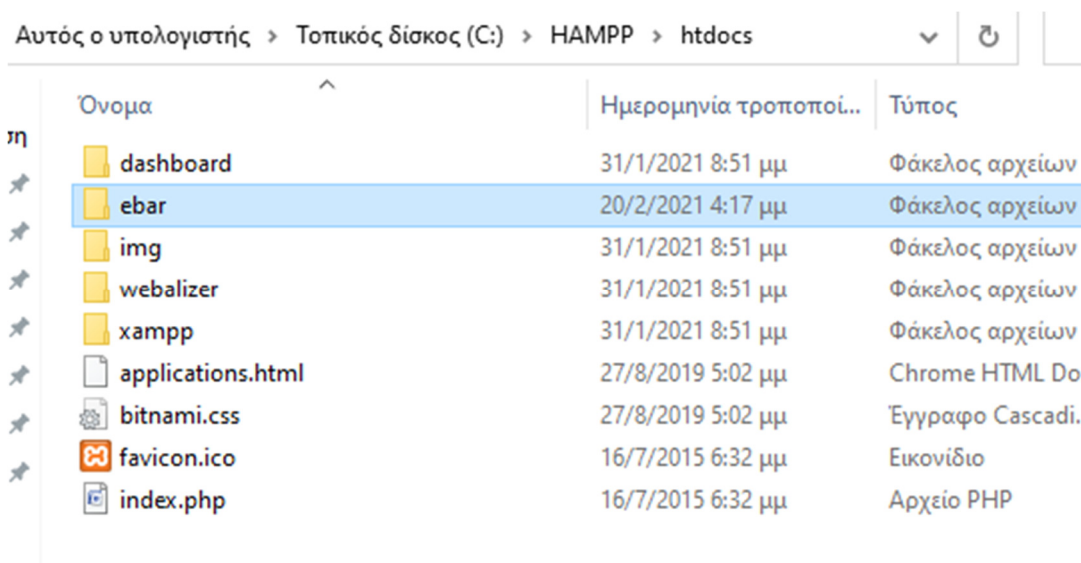 Αυτός ο υπολογιστής > Τοπικός δίσκος (C:) > HAMPP > htdocs
Όνομα Ημερομηνία τροποποί... Τύπος
ση
dashboard 31/1/2021 8:51 μμ Φάκελος αρχείων
ebar 20/2/2021 4:17 μμ Φάκελος αρχείων
img 31/1/2021 8:51 μμ Φάκελος αρχείων
webalizer 31/1/2021 8:51 μμ Φάκελος αρχείων
xampp 31/1/2021 8:51 μμ Φάκελος αρχείων
applications.html 27/8/2019 5:02 μμ Chrome HTML Do
bitnami.css 27/8/2019 5:02 μμ Έγγραφο Cascadi.
favicon.ico 16/7/2015 6:32 μμ Εικονίδιο
index.php 16/7/2015 6:32 μμ Αρχείο PHP